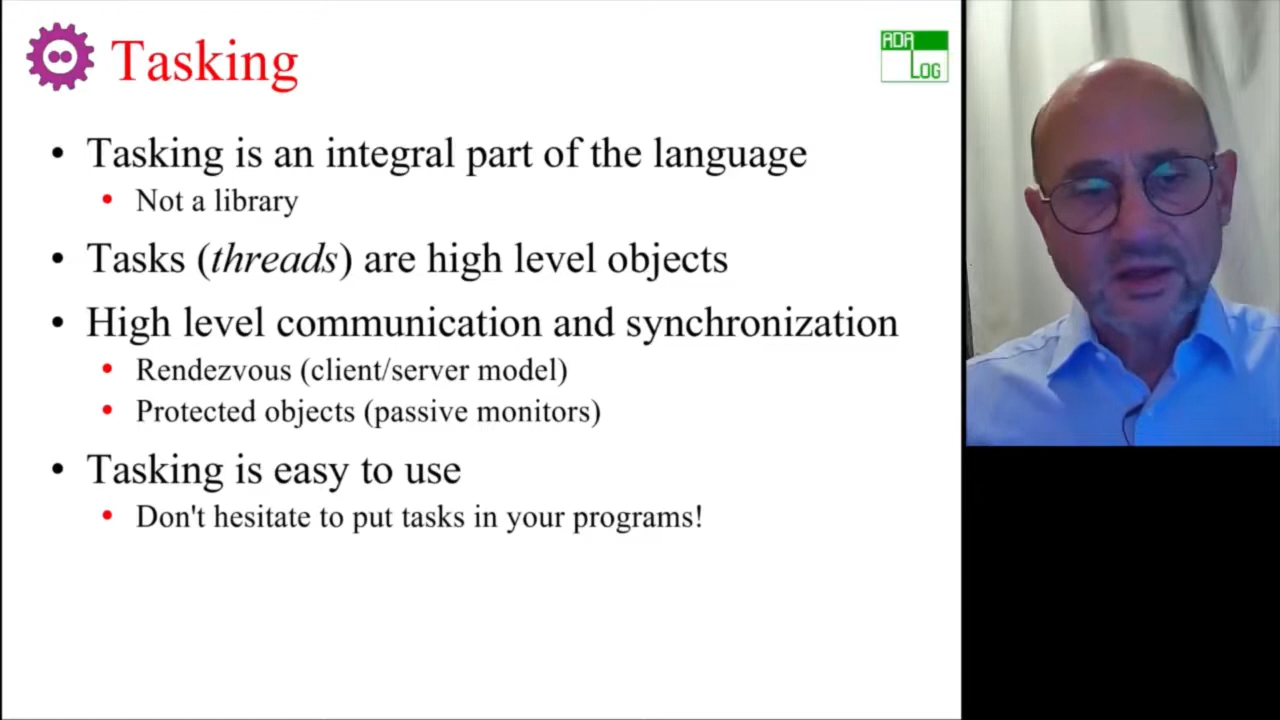 Tasking
ADA
LOG
• Tasking is an integral part of the language
• Not a library
• Tasks (threads) are high level objects
• High level communication and synchronization
• Rendezvous (client/server model)
• Protected objects (passive monitors)
• Tasking is easy to use
• Don't hesitate to put tasks in your programs!